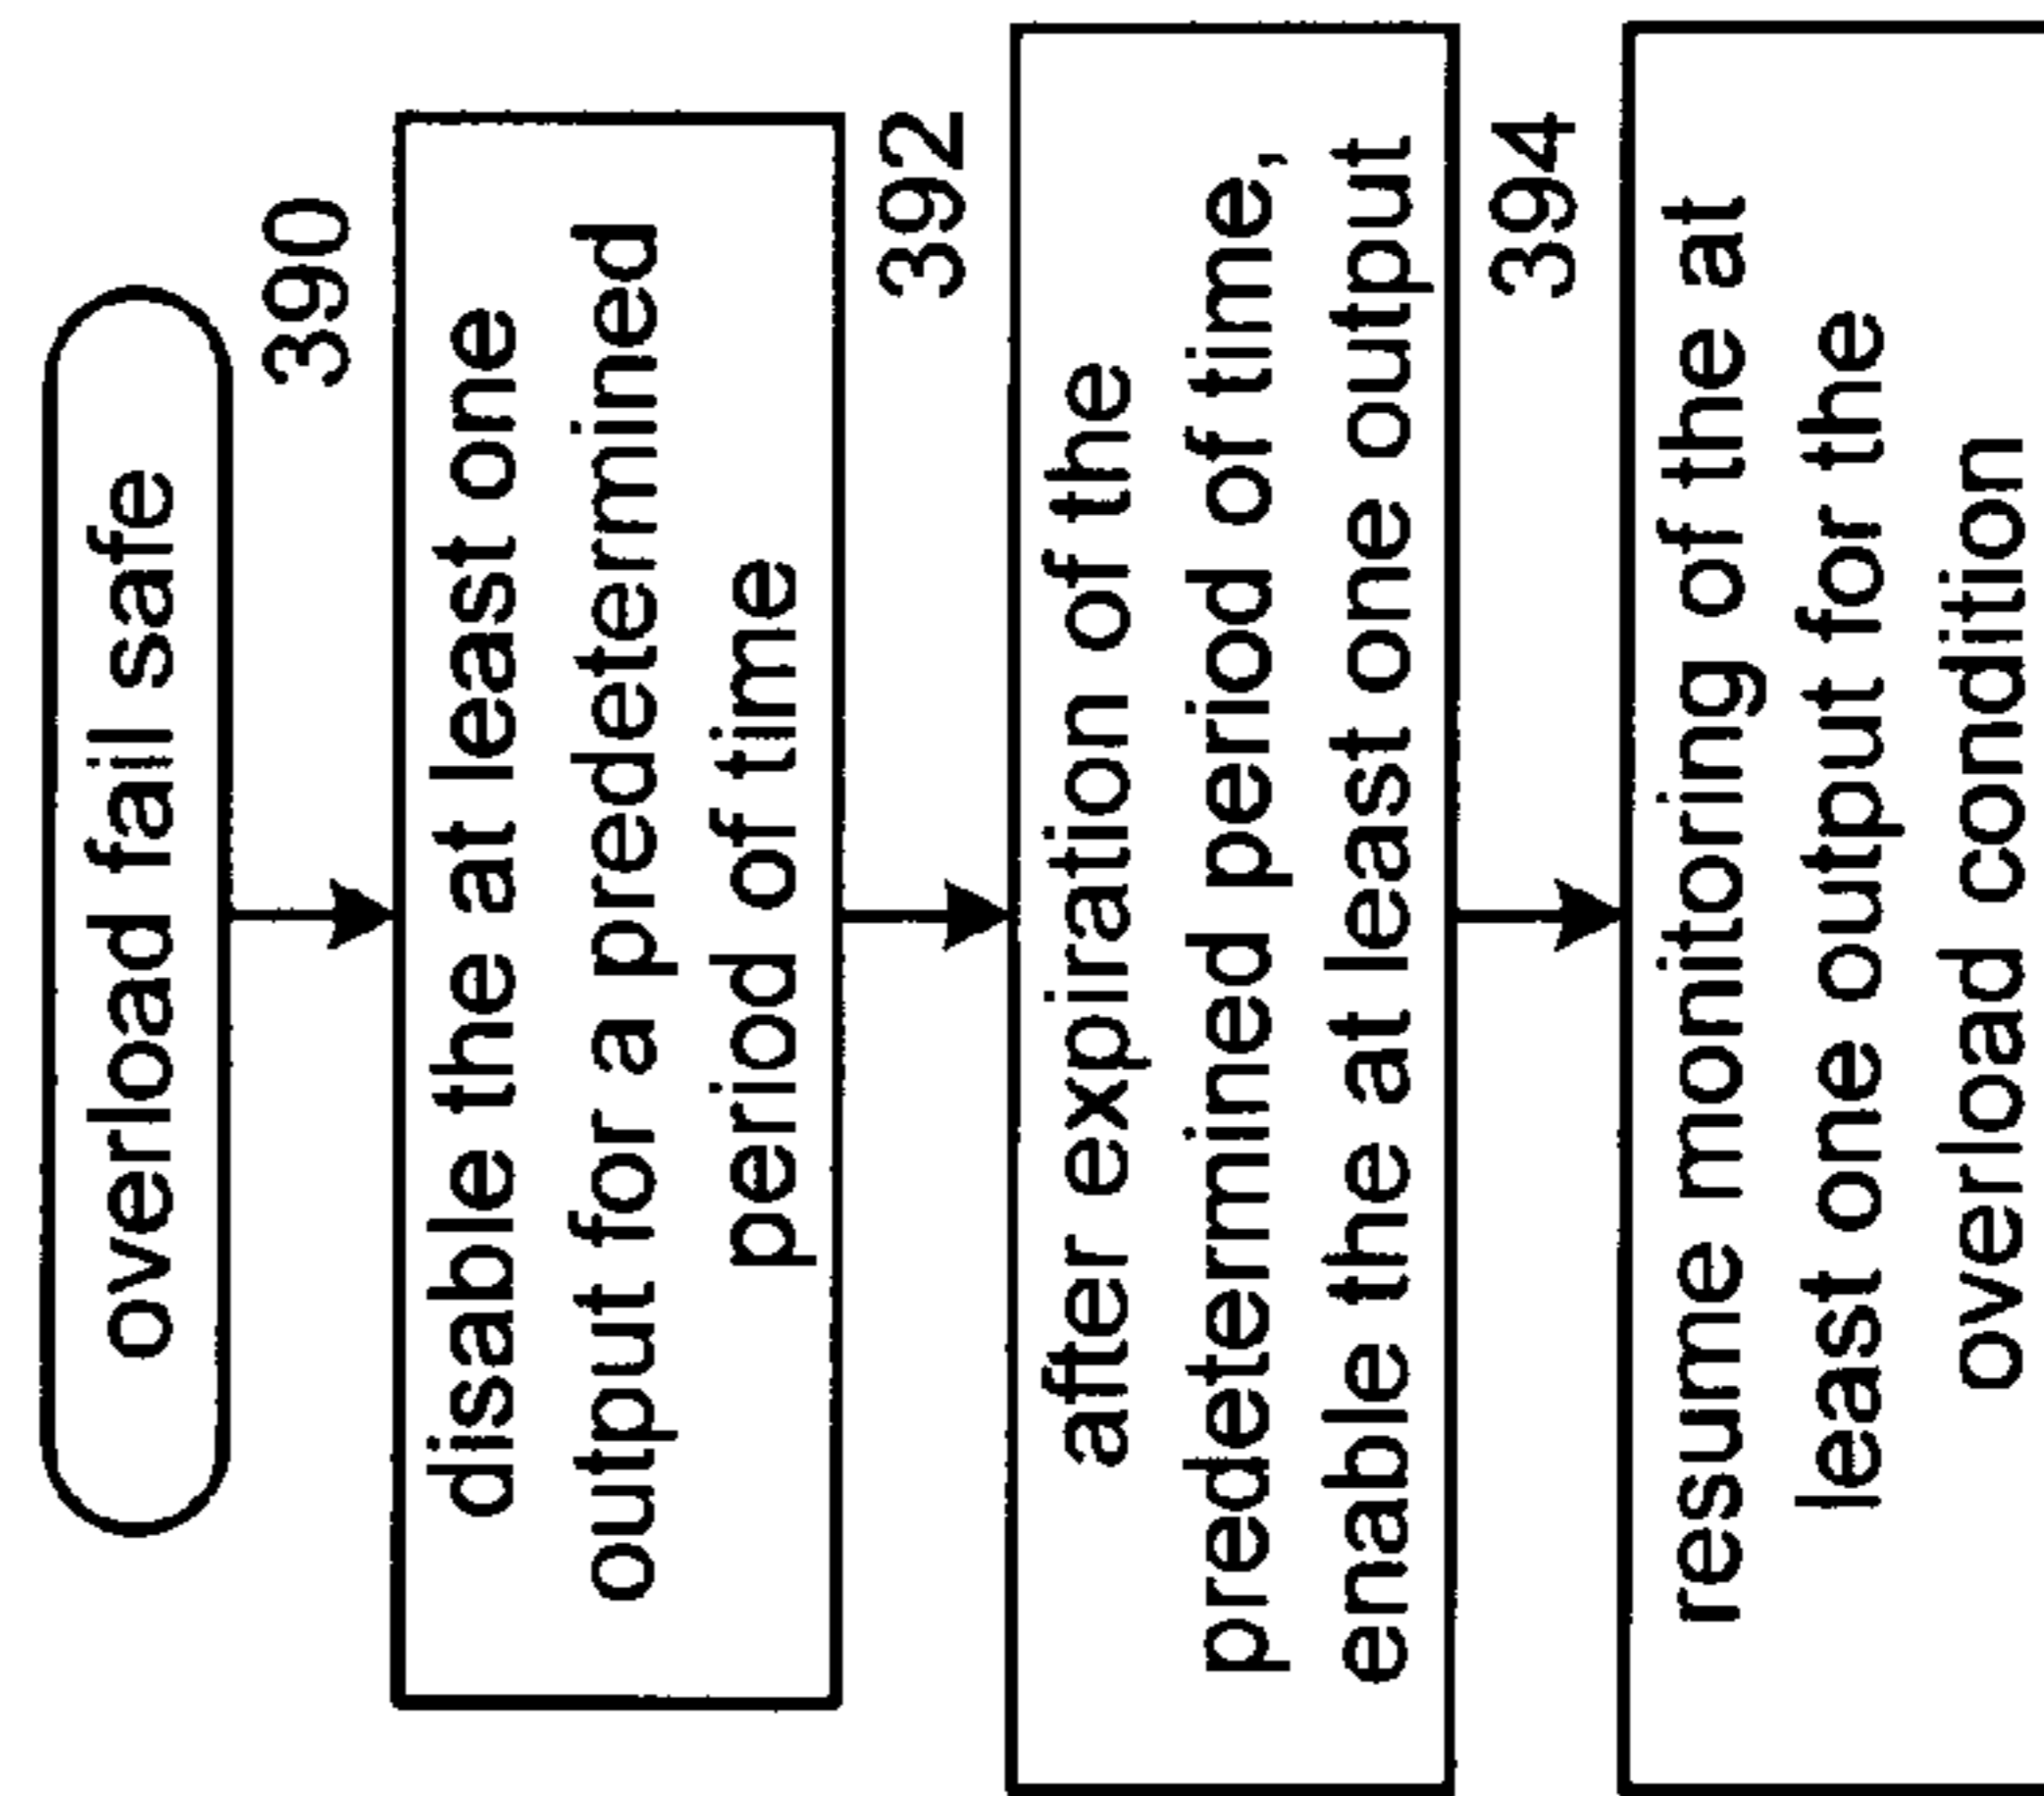 overload fail safe
390
disable the at least one
output for a predetermined
period of time
392
after expiration of the
predetermined period of time,
enable the at least one output
394
resume monitoring of the at
least one output for the
overload condition